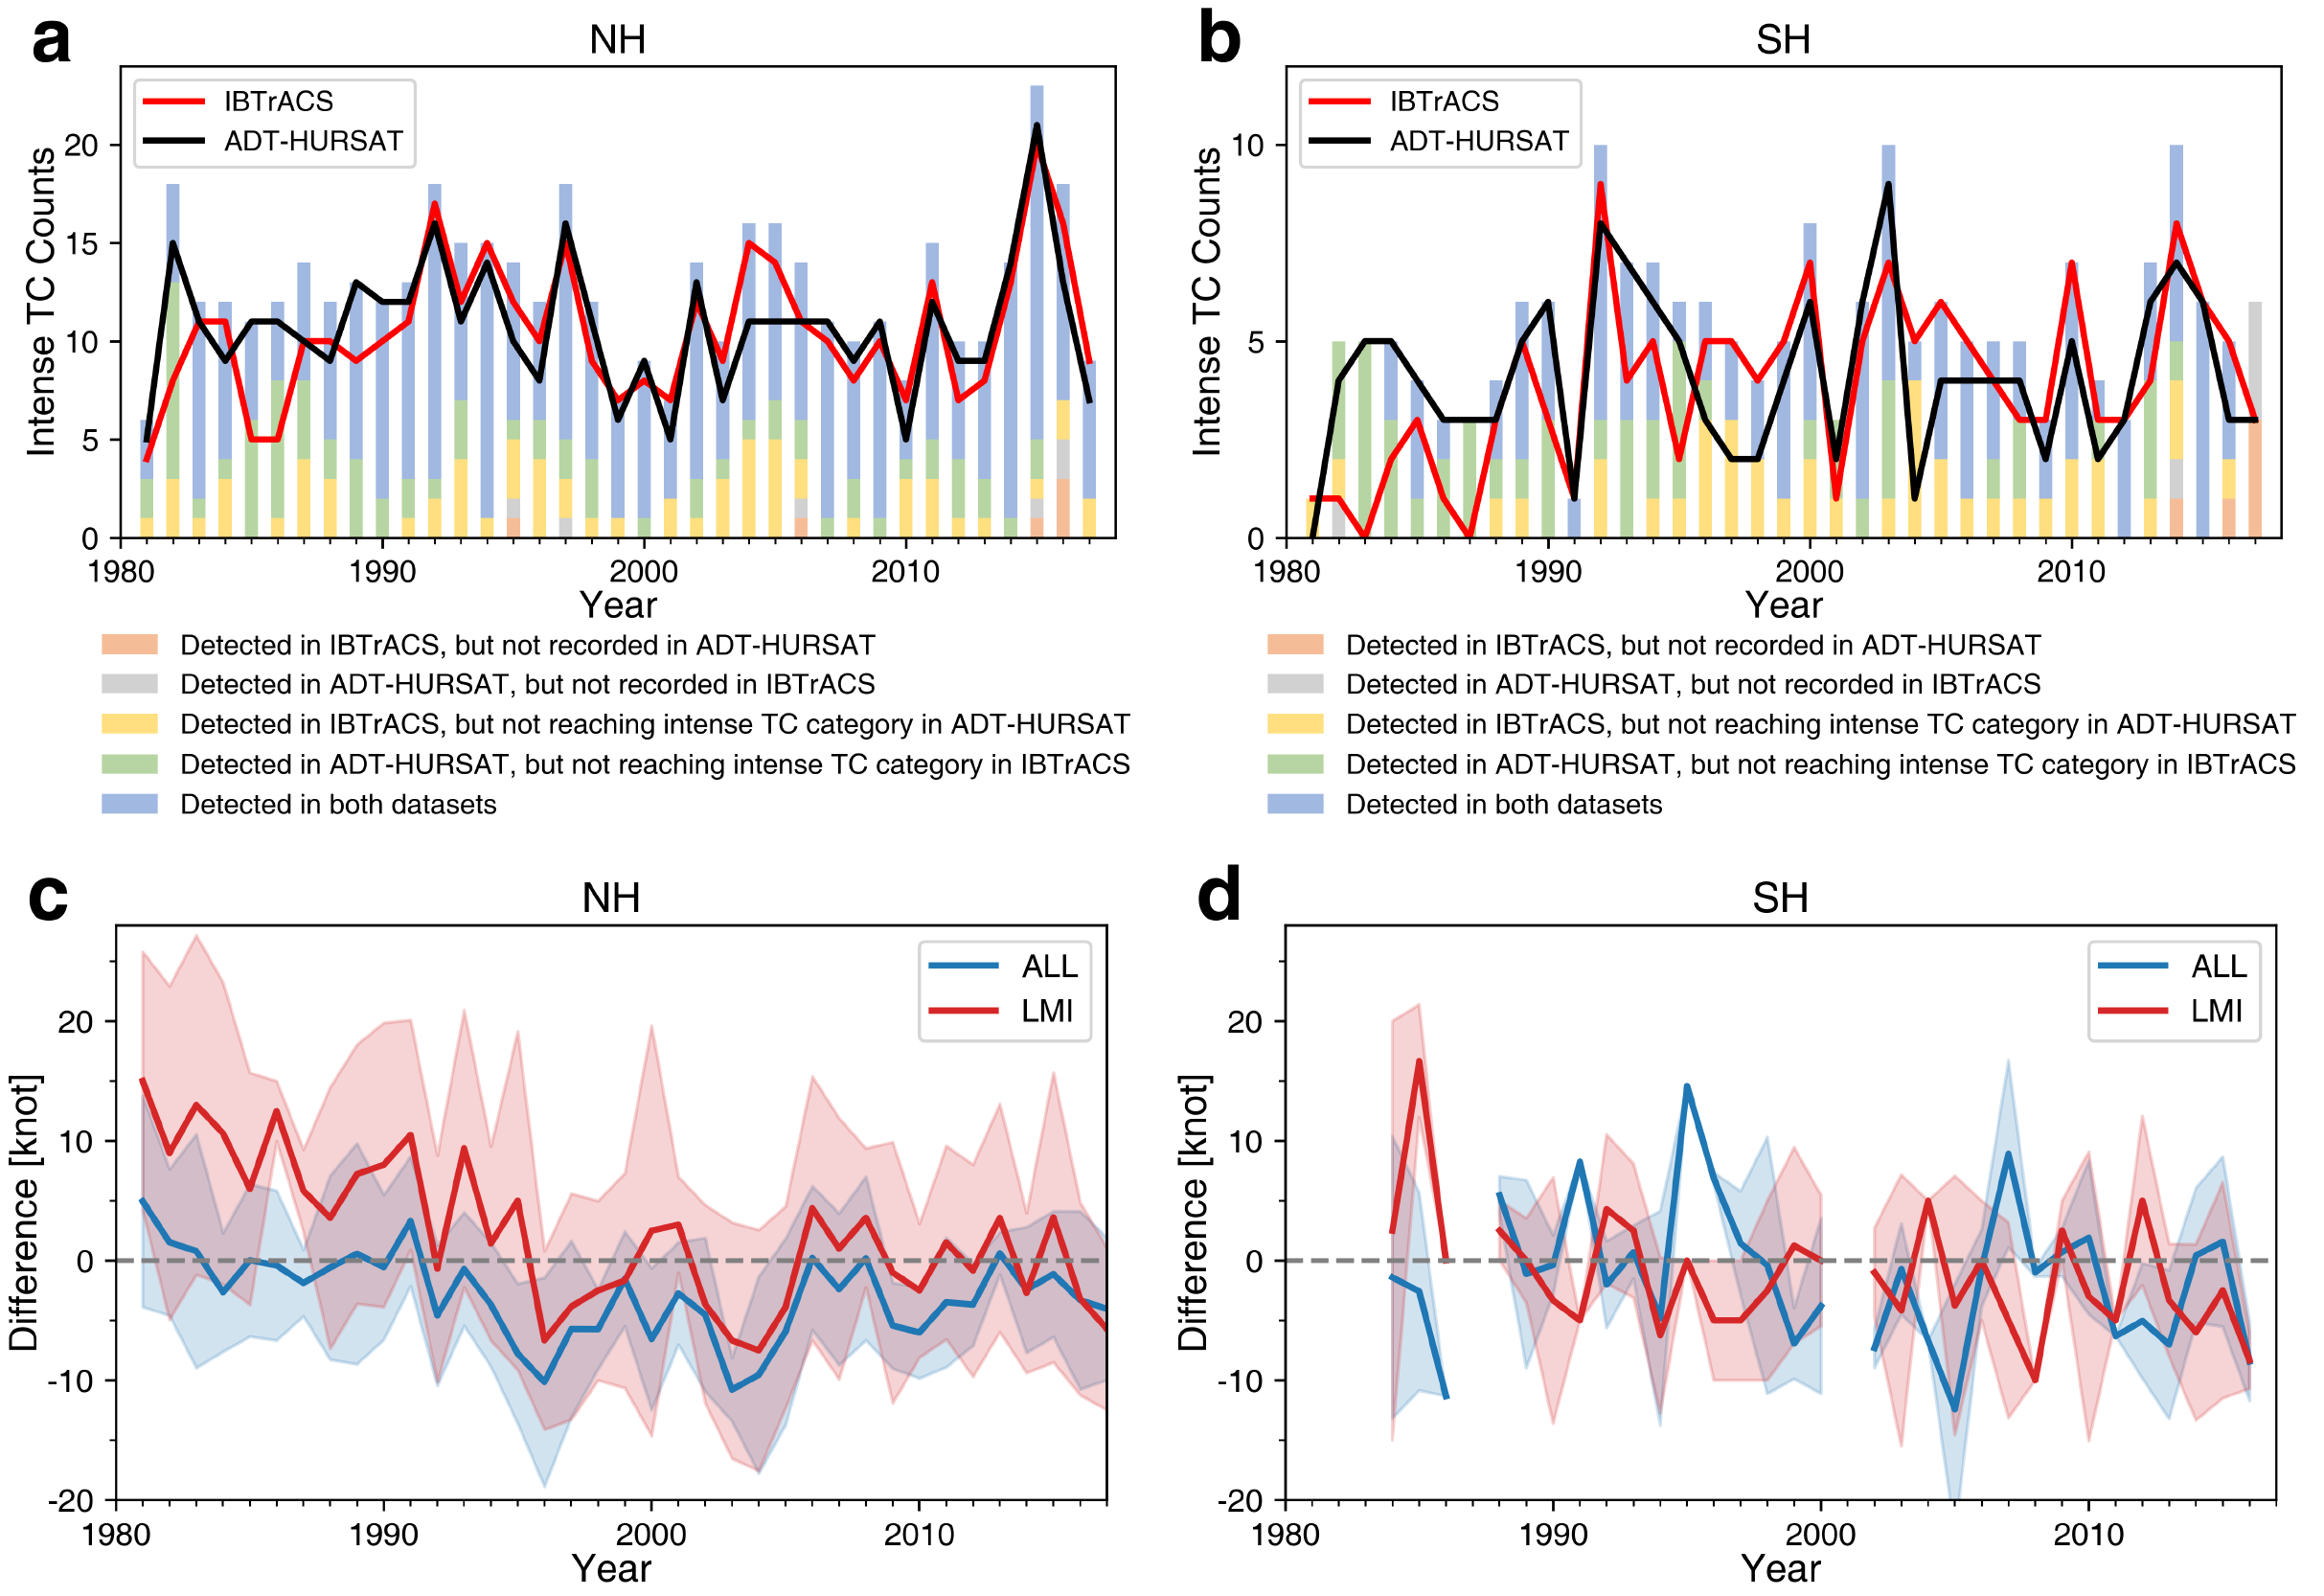 a
NH
IBTrACS
ADT-HURSAT
Intense TC Counts
20
15
10
5
0
1980
1990
2000
2010
Year
Detected in IBTrACS, but not recorded in ADT-HURSAT
Detected in ADT-HURSAT, but not recorded in IBTrACS
Detected in IBTrACS, but not reaching intense TC category in ADT-HURSAT
Detected in ADT-HURSAT, but not reaching intense TC category in IBTrACS
Detected in both datasets
b
SH
IBTrACS
ADT-HURSAT
Intense TC Counts
10
5
0
1980
1990
2000
2010
Year
Detected in IBTrACS, but not recorded in ADT-HURSAT
Detected in ADT-HURSAT, but not recorded in IBTrACS
Detected in IBTrACS, but not reaching intense TC category in ADT-HURSAT
Detected in ADT-HURSAT, but not reaching intense TC category in IBTrACS
Detected in both datasets
c
NH
ALL
LMI
Difference [knot]
20
10
0
-10
-20
1980
1990
2000
2010
Year
d
SH
ALL
LMI
Difference [knot]
20
10
0
-10
-20
1980
1990
2000
2010
Year